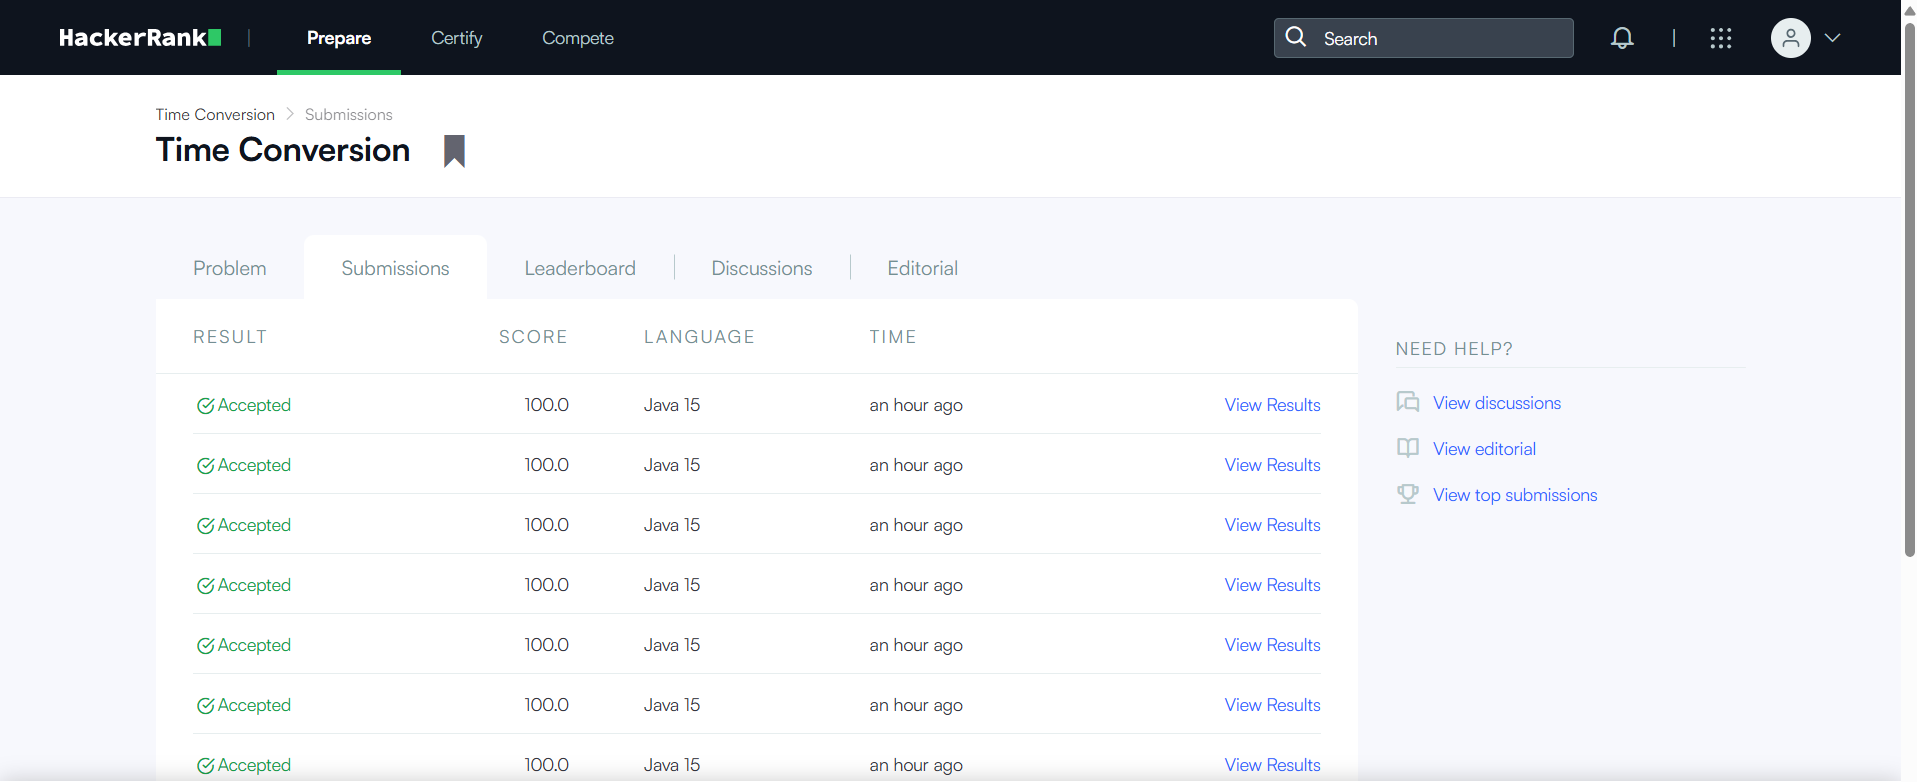 HackerRank | Prepare Certify Compete Search |
Time Conversion > Submissions
Time Conversion
Problem Submissions Leaderboard | Discussions | Editorial
RESULT SCORE LANGUAGE TIME
NEED HELP?
Accepted 100.0 Java 15 an hour ago View Results
View discussions
View editorial
Accepted 100.0 Java 15 an hour ago View Results
View top submissions
Accepted 100.0 Java 15 an hour ago View Results
Accepted 100.0 Java 15 an hour ago View Results
Accepted 100.0 Java 15 an hour ago View Results
Accepted 100.0 Java 15 an hour ago View Results
Accepted 100.0 Java 15 an hour ago View Results